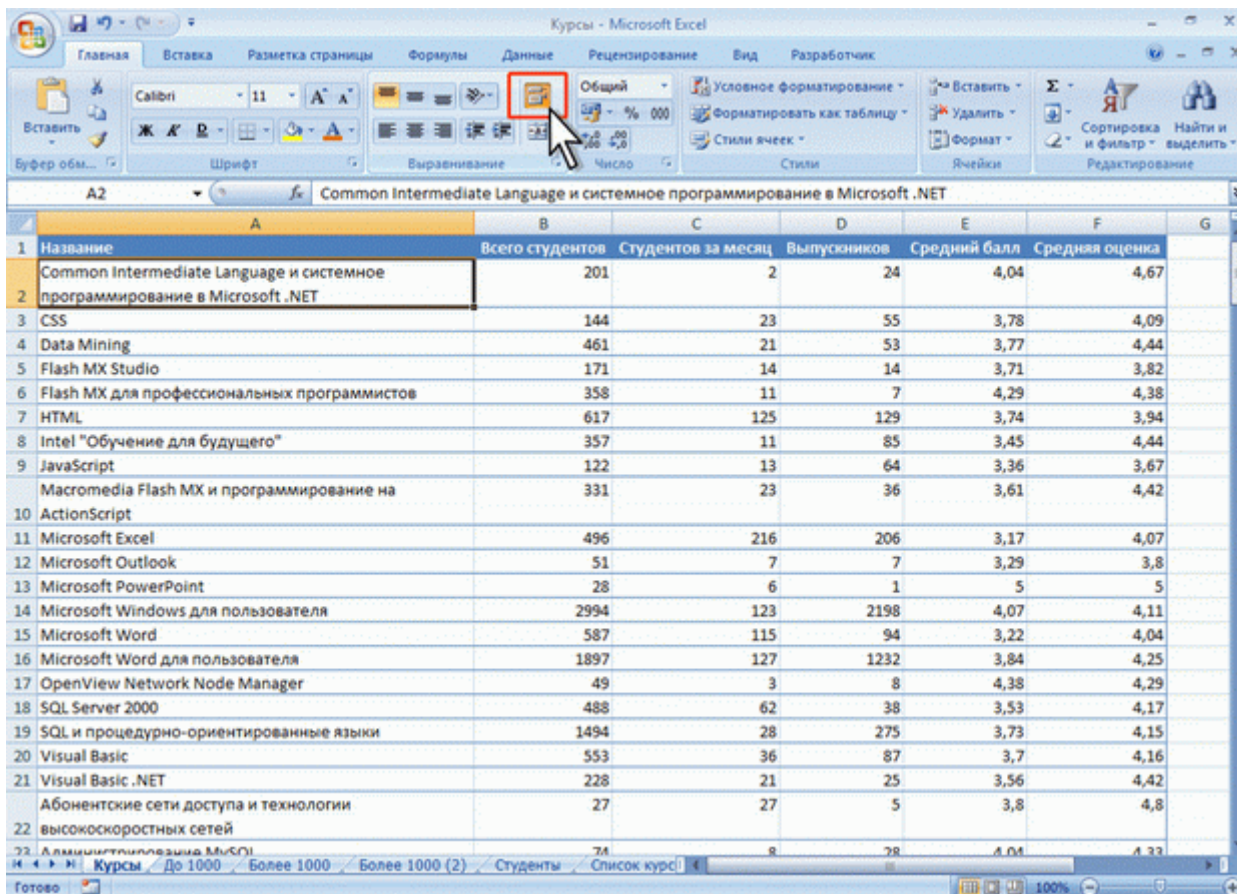 Курсы - Microsoft Excel
Главная Вставка Разметка страницы Формулы Данные Рецензирование Вид Разработчик
Вставить
Calibri 11
Ж К Ч
Общий
% 000
Условное форматирование
Форматировать как таблицу
Стили ячеек
Вставить
Удалить
Формат
Σ
Сортировка и фильтр
Найти и выделить
Буфер обм... Шрифт Выравнивание Число Стили Ячейки Редактирование
A2 fx Common Intermediate Language и системное программирование в Microsoft .NET
A B C D E F G
1 Название Всего студентов Студентов за месяц Выпускников Средний балл Средняя оценка
Common Intermediate Language и системное 201 2 24 4,04 4,67
2 программирование в Microsoft .NET
3 CSS 144 23 55 3,78 4,09
4 Data Mining 461 21 53 3,77 4,44
5 Flash MX Studio 171 14 14 3,71 3,82
6 Flash MX для профессиональных программистов 358 11 7 4,29 4,38
7 HTML 617 125 129 3,74 3,94
8 Intel "Обучение для будущего" 357 11 85 3,45 4,44
9 JavaScript 122 13 64 3,36 3,67
Macromedia Flash MX и программирование на 331 23 36 3,61 4,42
10 ActionScript
11 Microsoft Excel 496 216 206 3,17 4,07
12 Microsoft Outlook 51 7 7 3,29 3,8
13 Microsoft PowerPoint 28 6 1 5 5
14 Microsoft Windows для пользователя 2994 123 2198 4,07 4,11
15 Microsoft Word 587 115 94 3,22 4,04
16 Microsoft Word для пользователя 1897 127 1232 3,84 4,25
17 OpenView Network Node Manager 49 3 8 4,38 4,29
18 SQL Server 2000 488 62 38 3,53 4,17
19 SQL и процедурно-ориентированные языки 1494 28 275 3,73 4,15
20 Visual Basic 553 36 87 3,7 4,16
21 Visual Basic .NET 228 21 25 3,56 4,42
Абонентские сети доступа и технологии 27 27 5 3,8 4,8
22 высокоскоростных сетей
23 Администрирование MySQL 74 8 28 4,04 4,33
Курсы До 1000 Более 1000 Более 1000 (2) Студенты Список курс
Готово 100%